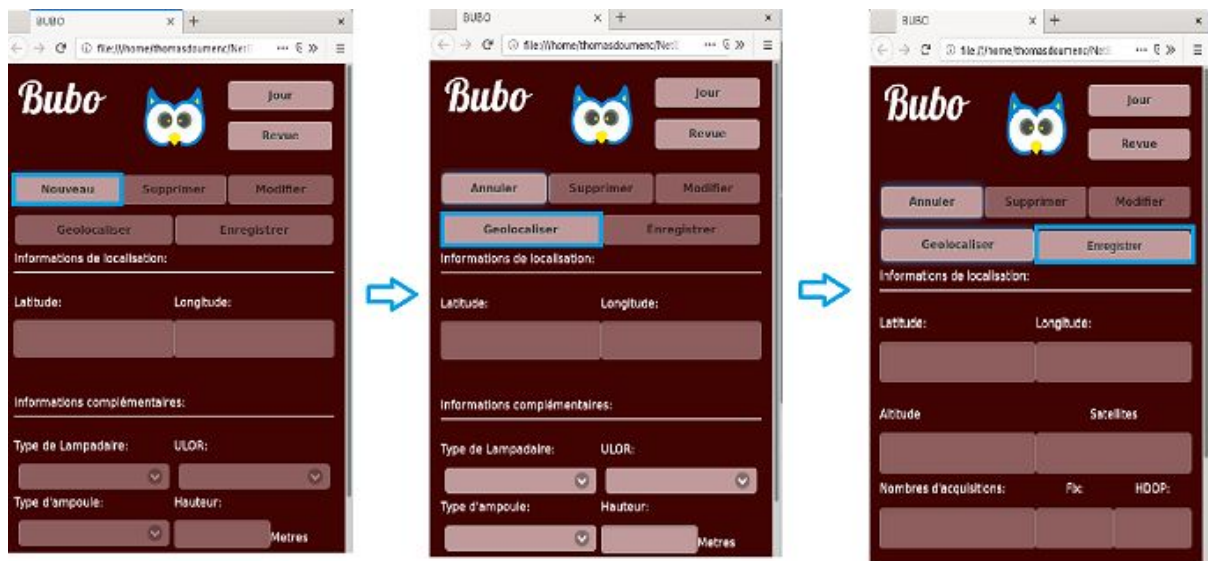 BUBO
file:///home/thomasdoumenc/Net
Bubo
Jour
Revue
Nouveau Supprimer Modifier
Geolocaliser Enregistrer
Informations de localisation:
Latitude: Longitude:
Informations complémentaires:
Type de Lampadaire: ULOR:
Type d'ampoule: Hauteur:
Metres
BUBO
file:///home/thomasdoumenc/Net
Bubo
Jour
Revue
Annuler Supprimer Modifier
Geolocaliser Enregistrer
Informations de localisation:
Latitude: Longitude:
Informations complémentaires:
Type de Lampadaire: ULOR:
Type d'ampoule: Hauteur:
Metres
BUBO
file:///home/thomasdoumenc/Net
Bubo
Jour
Revue
Annuler Supprimer Modifier
Geolocaliser Enregistrer
Informations de localisation:
Latitude: Longitude:
Altitude Satellites
Nombres d'acquisitions: Fix: HDOP: